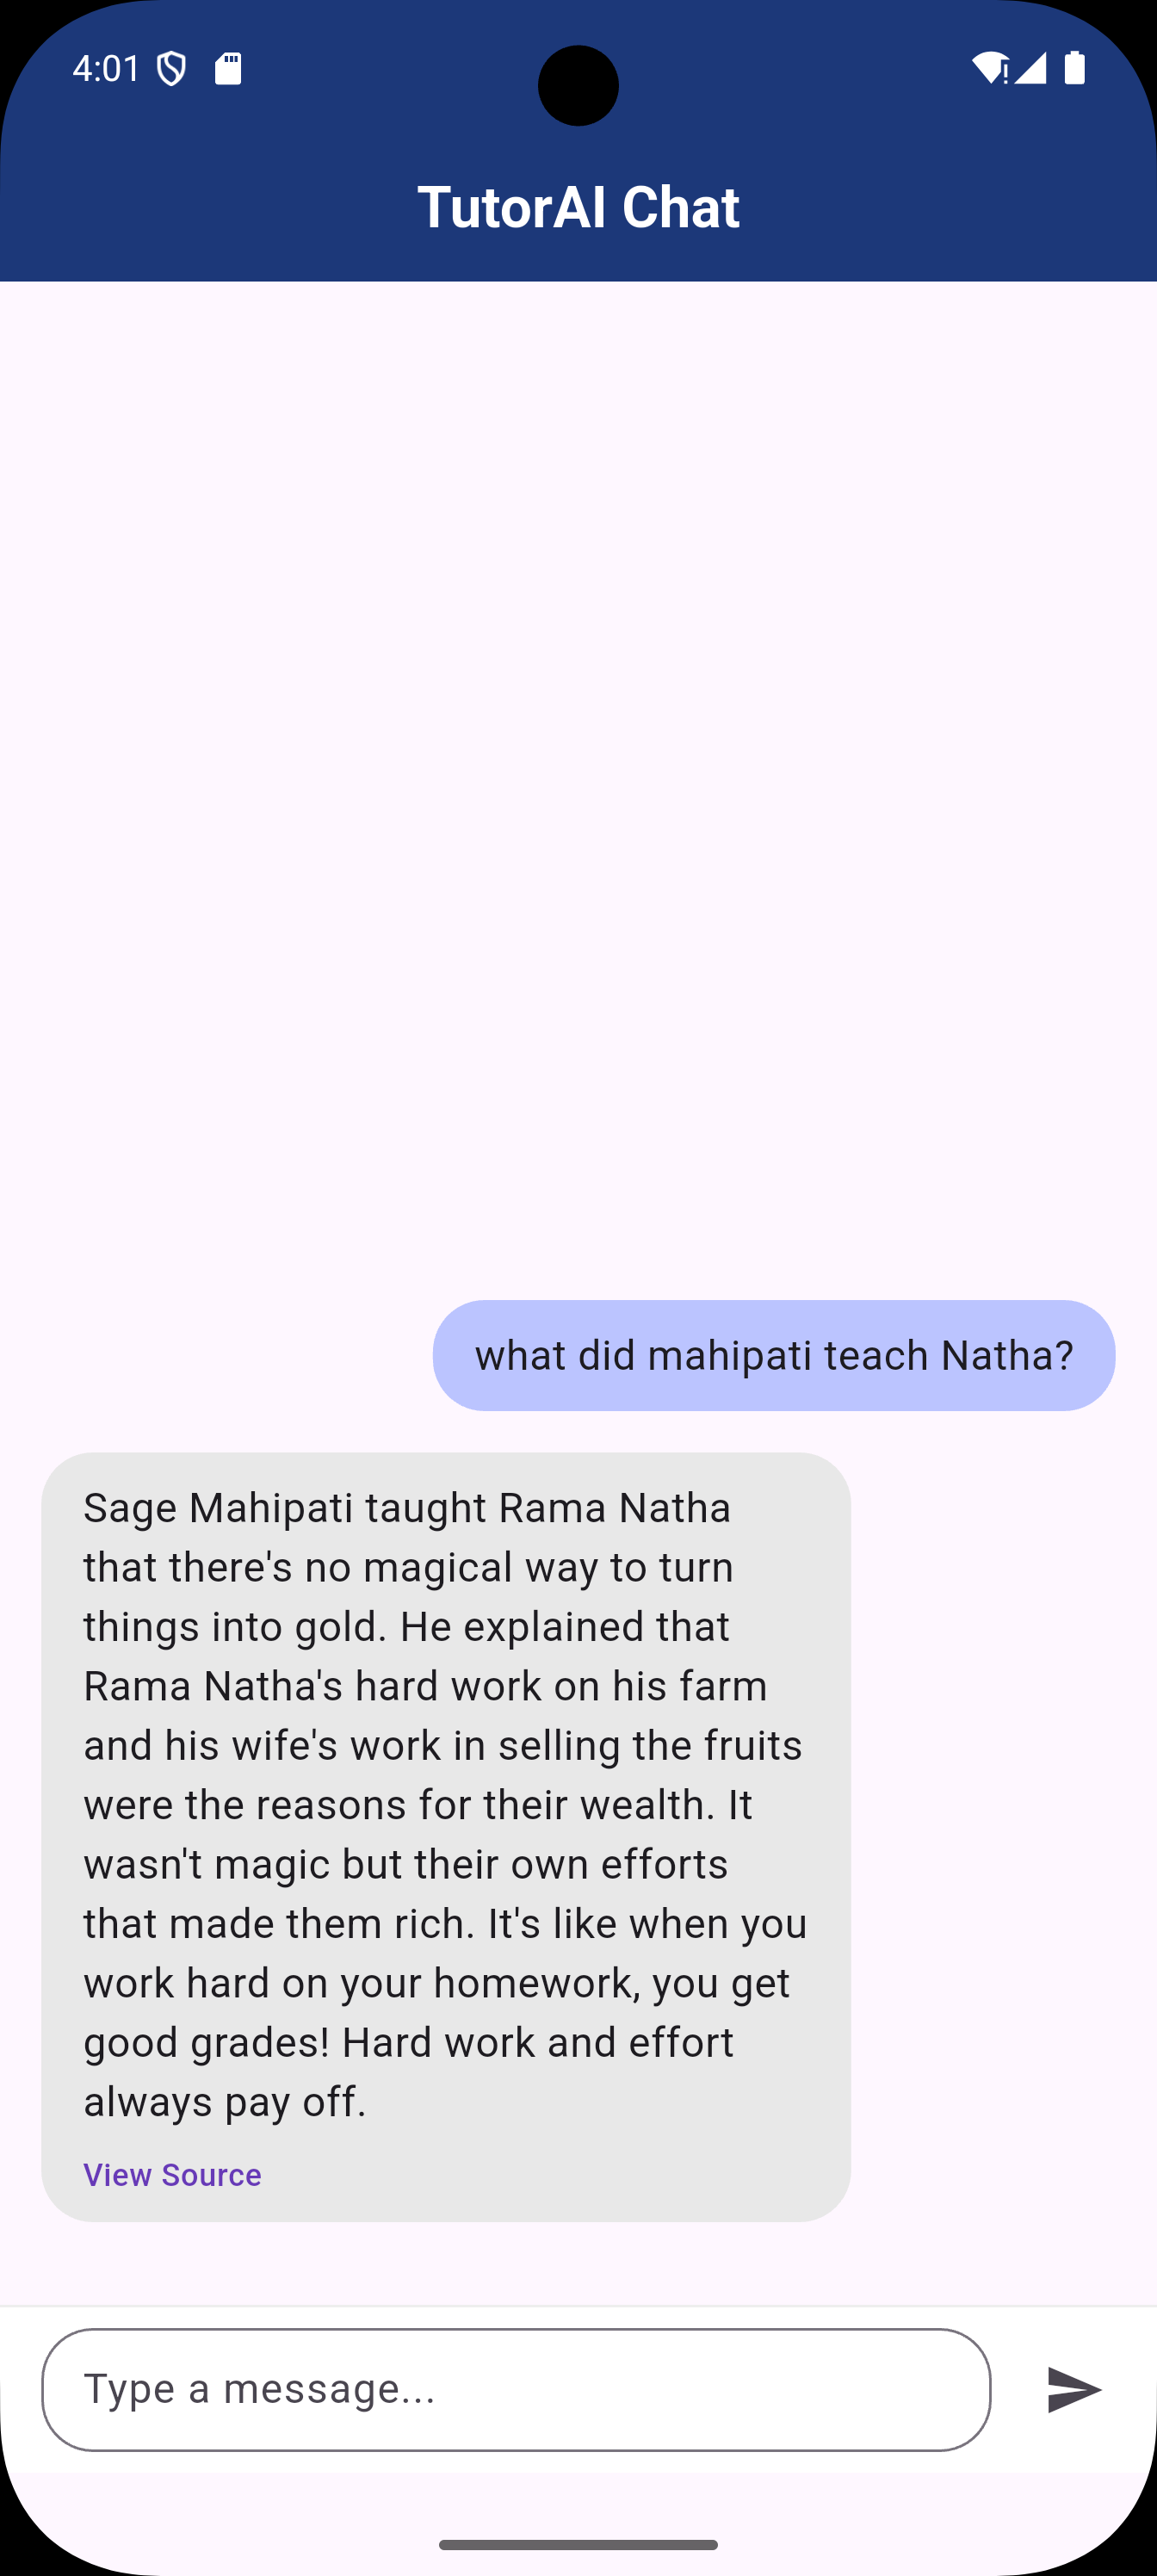 4:01
TutorAI Chat
what did mahipati teach Natha?
Sage Mahipati taught Rama Natha
that there's no magical way to turn
things into gold. He explained that
Rama Natha's hard work on his farm
and his wife's work in selling the fruits
were the reasons for their wealth. It
wasn't magic but their own efforts
that made them rich. It's like when you
work hard on your homework, you get
good grades! Hard work and effort
always pay off.
View Source
Type a message...